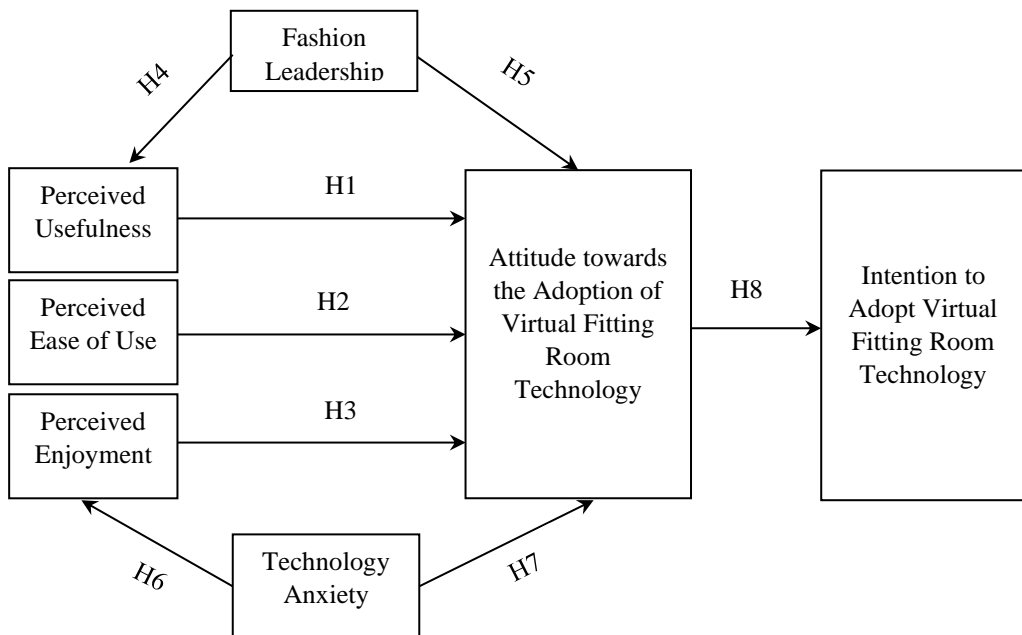 Fashion
Leadership
H4
H5
Perceived
Usefulness
H1
Perceived
Ease of Use
H2
Perceived
Enjoyment
H3
Attitude towards
the Adoption of
Virtual Fitting
Room
Technology
H8
Intention to
Adopt Virtual
Fitting Room
Technology
H6
Technology
Anxiety
H7